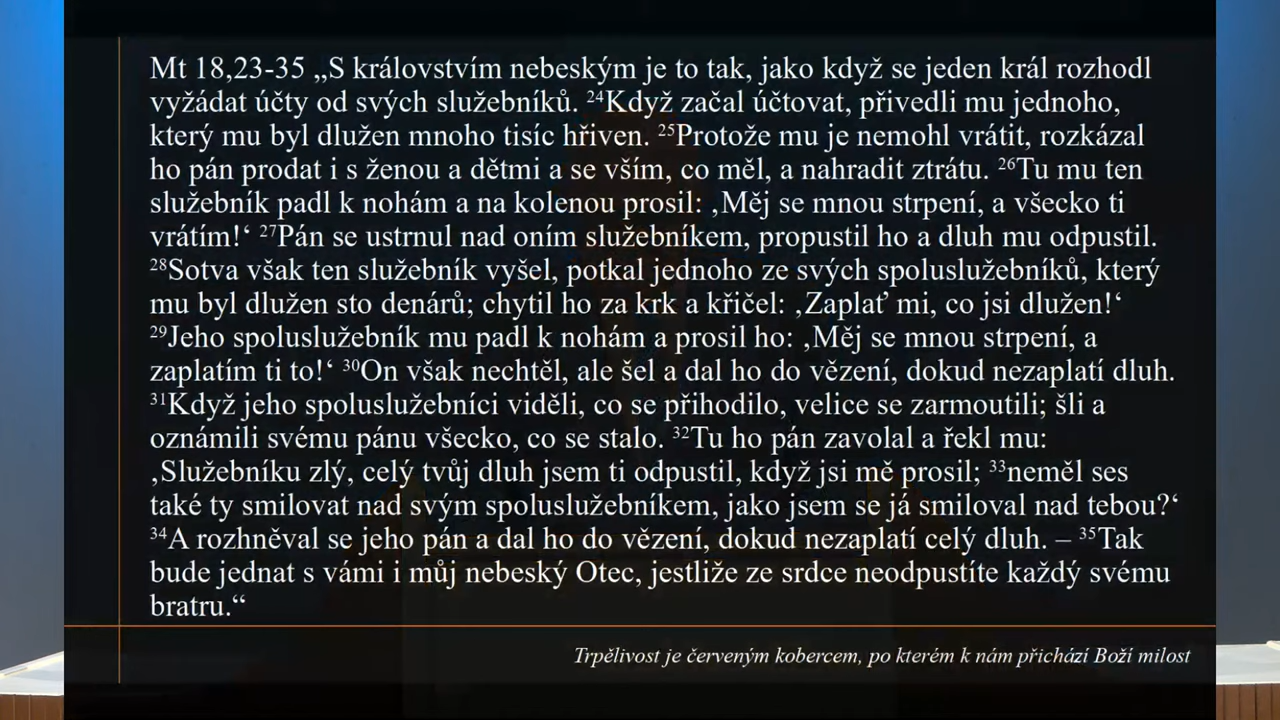 Mt 18,23-35 „S královstvím nebeským je to tak, jako když se jeden král rozhodl
vyžádat účty od svých služebníků. ²⁴Když začal účtovat, přivedli mu jednoho,
který mu byl dlužen mnoho tisíc hřiven. ²⁵Protože mu je nemohl vrátit, rozkázal
ho pán prodat i s ženou a dětmi a se vším, co měl, a nahradit ztrátu. ²⁶Tu mu ten
služebník padl k nohám a na kolenou prosil: ‚Měj se mnou strpení, a všecko ti
vrátím!‘ ²⁷Pán se ustrnul nad oním služebníkem, propustil ho a dluh mu odpustil.
²⁸Sotva však ten služebník vyšel, potkal jednoho ze svých spoluslužebníků, který
mu byl dlužen sto denárů; chytil ho za krk a křičel: ‚Zaplať mi, co jsi dlužen!‘
²⁹Jeho spoluslužebník mu padl k nohám a prosil ho: ‚Měj se mnou strpení, a
zaplatím ti to!‘ ³⁰On však nechtěl, ale šel a dal ho do vězení, dokud nezaplatí dluh.
³¹Když jeho spoluslužebníci viděli, co se přihodilo, velice se zarmoutili; šli a
oznámili svému pánu všecko, co se stalo. ³²Tu ho pán zavolal a řekl mu:
‚Služebníku zlý, celý tvůj dluh jsem ti odpustil, když jsi mě prosil; ³³neměl ses
také ty smilovat nad svým spoluslužebníkem, jako jsem se já smiloval nad tebou?‘
³⁴A rozhněval se jeho pán a dal ho do vězení, dokud nezaplatí celý dluh. – ³⁵Tak
bude jednat s vámi i můj nebeský Otec, jestliže ze srdce neodpustíte každý svému
bratru.“
Trpělivost je červeným kobercem, po kterém k nám přichází Boží milost